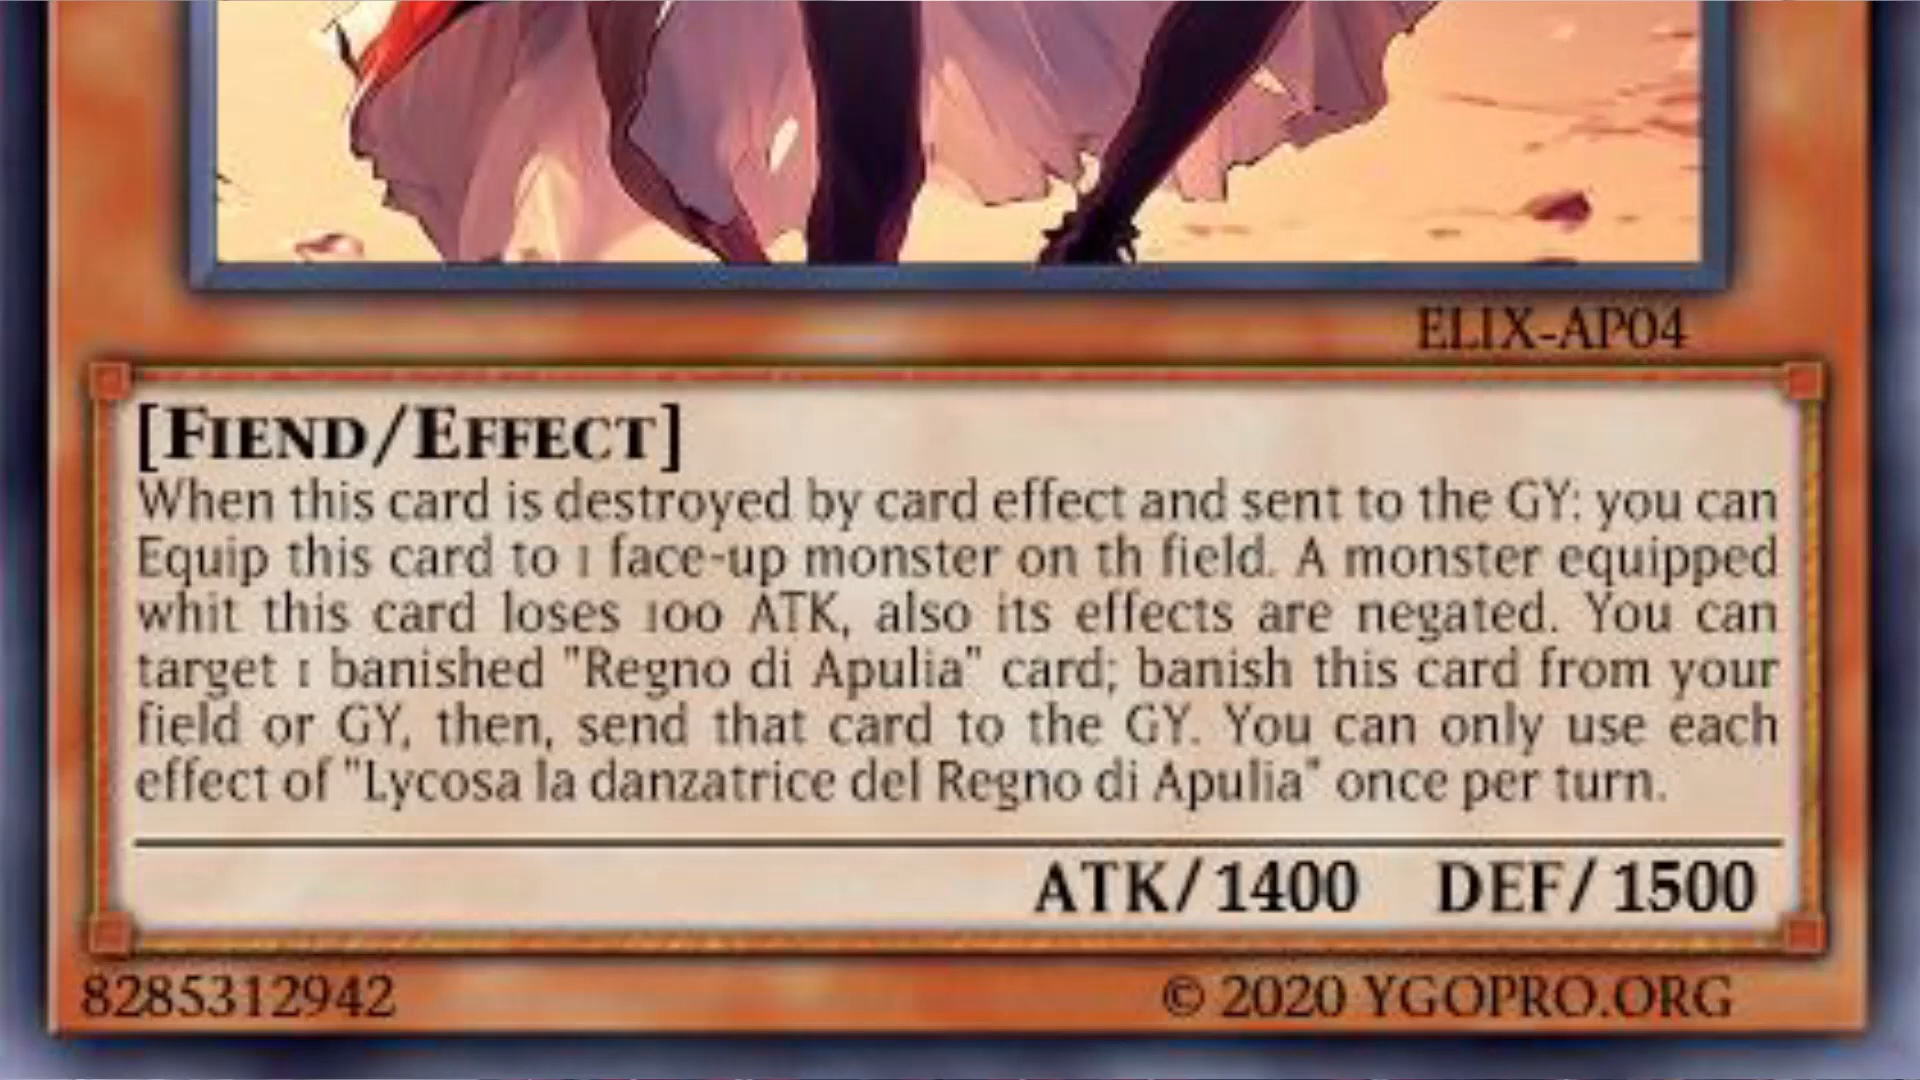 ELIX-AP04
[FIEND/EFFECT]
When this card is destroyed by card effect and sent to the GY: you can
Equip this card to 1 face-up monster on th field. A monster equipped
whit this card loses 100 ATK, also its effects are negated. You can
target 1 banished "Regno di Apulia" card; banish this card from your
field or GY, then, send that card to the GY. You can only use each
effect of "Lycosa la danzatrice del Regno di Apulia" once per turn.
ATK/1400 DEF/1500
8285312942 © 2020 YGOPRO.ORG